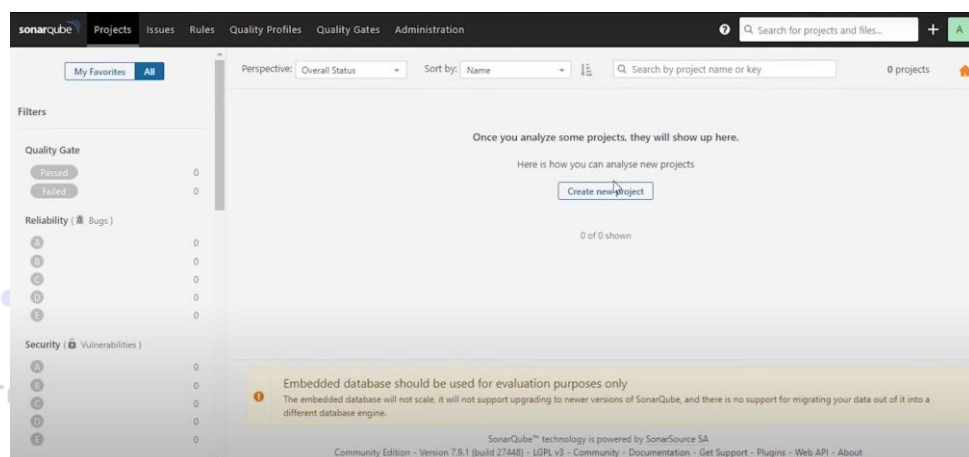 sonarqube Projects Issues Rules Quality Profiles Quality Gates Administration Search for projects and files... A
My Favorites All
Perspective: Overall Status Sort by: Name Search by project name or key 0 projects
Filters
Once you analyze some projects, they will show up here.
Here is how you can analyse new projects
Create new project
0 of 0 shown
Quality Gate
Passed 0
Failed 0
Reliability ( Bugs )
A 0
B 0
C 0
D 0
E 0
Security ( Vulnerabilities )
A 0
B 0
C 0
D 0
E 0
Embedded database should be used for evaluation purposes only
The embedded database will not scale, it will not support upgrading to newer versions of SonarQube, and there is no support for migrating your data out of it into a
different database engine.
SonarQube™ technology is powered by SonarSource SA
Community Edition - Version 7.9.1 (build 27448) - LGPL v3 - Community - Documentation - Get Support - Plugins - Web API - About